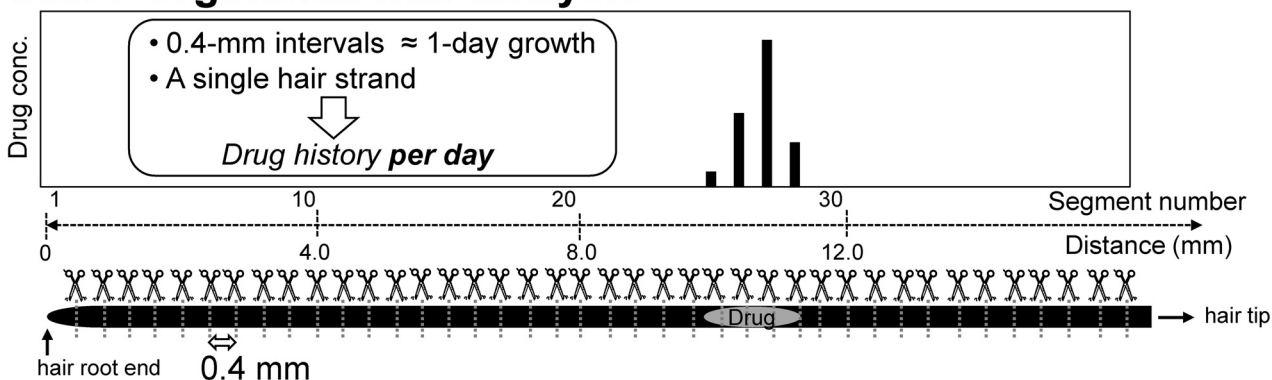 Drug conc.
• 0.4-mm intervals ≈ 1-day growth
• A single hair strand
Drug history per day
1 10 20 30 Segment number
0 4.0 8.0 12.0 Distance (mm)
Drug
hair tip
hair root end
0.4 mm